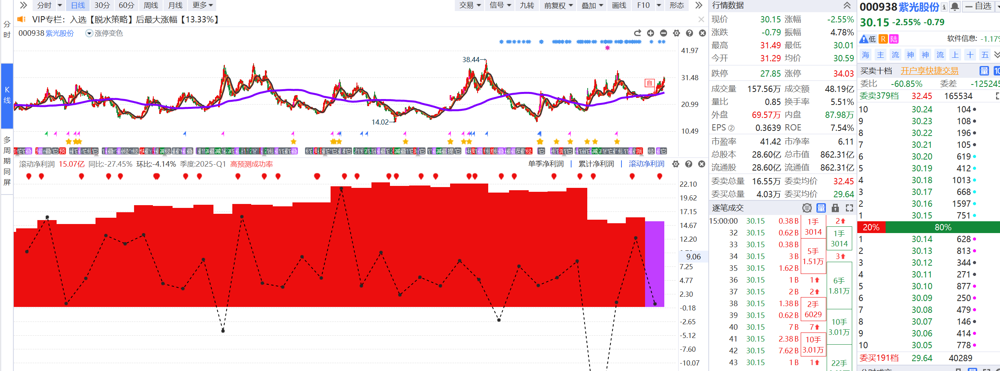 分时 日线 30分 60分 周线 月线 更多 交易 信号 九转 前复权 叠加 画线 F10 形态
VIP专栏：入选【脱水策略】后最大涨幅【13.33%】
000938 紫光股份 涨停变色
分时
K线
多周期同屏
41.97
38.44→
31.48
自
20.99
14.02→
10.49
滚动净利润 15.07亿 同比:-27.45% 环比:-4.14% 季度:2025-Q1 高预测成功率 单季净利润 | 累计净利润 | 滚动净利润
22.10
19.62
17.15
14.67
12.20
9.06
7.25
4.77
2.30
-0.18
-2.65
-5.12
-7.60
-10.07
行情数据
现价 30.15 涨幅 -2.55%
涨跌 -0.79 振幅 4.78%
最高 31.49 最低 30.01
今开 31.29 均价 30.59
跌停 27.85 涨停 34.03
成交量 157.56万 成交额 48.19亿
量比 0.85 换手率 5.51%
外盘 69.57万 内盘 87.98万
EPS ② 0.3639 ROE 7.54%
市盈率 41.42 市净率 6.11
总股本 28.60亿 总市值 862.31亿
流通股 28.60亿 流通值 862.31亿
委卖总量 16.55万 委卖均价 32.45
委买总量 4.03万 委买均价 29.64
逐笔成交 单 量
15:00:00 30.15 0.38 B
32 30.15 0.62 B
33 30.15 0.38 B
34 30.15 3 B
35 30.15 1.62 B
36 30.15 1 B
37 30.15 2 B
38 30.15 1.38 B
39 30.15 0.62 B
40 30.15 7 B
41 30.15 2.38 B
42 30.15 7.62 B
43 30.15 1 B
1手
3014
5手
1.51万
1
2
2手
6029
7
10手
3.01万
1
2
1手
3014
3
6手
1.81万
10手
3.01万
22手
000938 紫光股份 自选
30.15 -2.55% -0.79
低 R 陆 软件信息: -1.17%
海 主 流 神 神 流 上 十 五
买卖十档 开户享快捷交易 量 10
委比 -60.85% 委差 -125245
委卖379档 32.45 165534
10 30.24 104
9 30.23 108
8 30.22 196
7 30.21 105
6 30.20 619
5 30.19 412
4 30.18 1013
3 30.17 668
2 30.16 1597
1 30.15 751
20% 80%
1 30.14 628
2 30.13 813
3 30.12 344
4 30.11 271
5 30.10 877
6 30.09 250
7 30.08 479
8 30.07 146
9 30.06 414
10 30.05 778
委买191档 29.64 40289